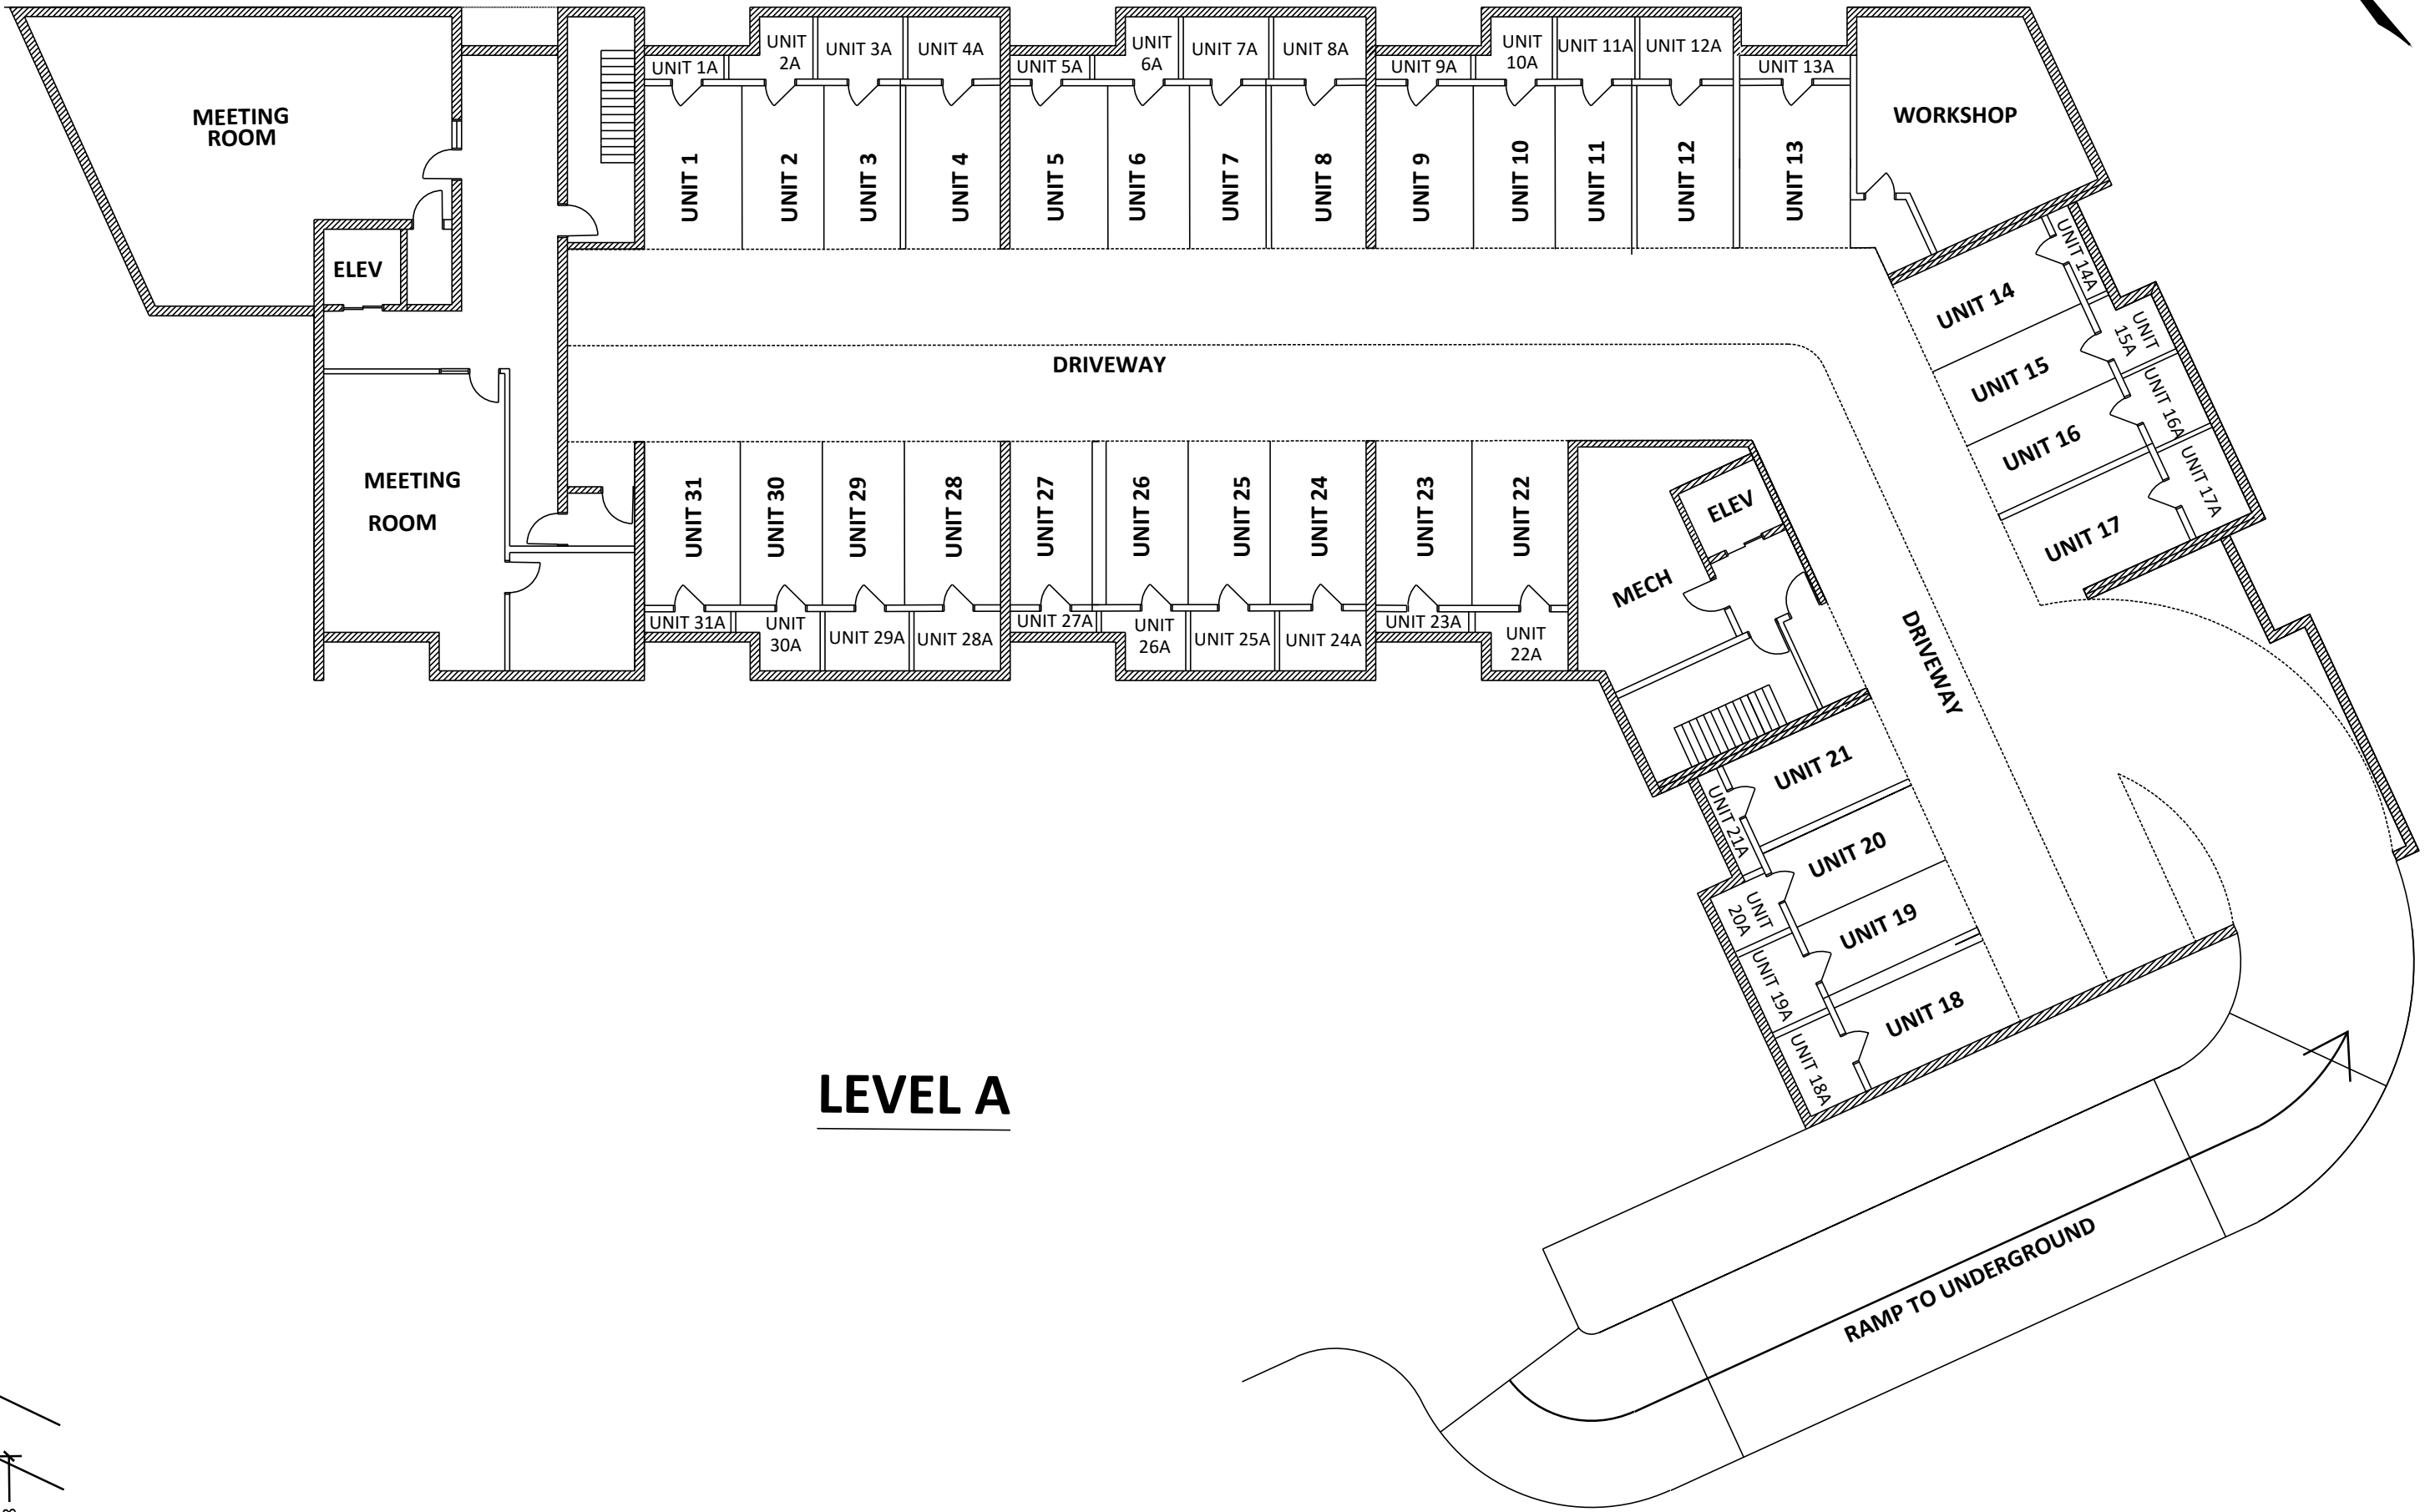 MEETING
ROOM
ELEV
MEETING
ROOM
UNIT 1A
UNIT
2A
UNIT 3A
UNIT 4A
UNIT 5A
UNIT
6A
UNIT 7A
UNIT 8A
UNIT 9A
UNIT
10A
UNIT 11A
UNIT 12A
UNIT 13A
WORKSHOP
UNIT 1
UNIT 2
UNIT 3
UNIT 4
UNIT 5
UNIT 6
UNIT 7
UNIT 8
UNIT 9
UNIT 10
UNIT 11
UNIT 12
UNIT 13
UNIT 14
UNIT 14A
UNIT 15
UNIT
15A
UNIT 16
UNIT 16A
UNIT 17
UNIT 17A
DRIVEWAY
UNIT 31
UNIT 30
UNIT 29
UNIT 28
UNIT 27
UNIT 26
UNIT 25
UNIT 24
UNIT 23
UNIT 22
UNIT 31A
UNIT
30A
UNIT 29A
UNIT 28A
UNIT 27A
UNIT
26A
UNIT 25A
UNIT 24A
UNIT 23A
UNIT
22A
ELEV
MECH
DRIVEWAY
UNIT 21
UNIT 21A
UNIT 20
UNIT
20A
UNIT 19
UNIT 19A
UNIT 18
UNIT 18A
LEVEL A
RAMP TO UNDERGROUND